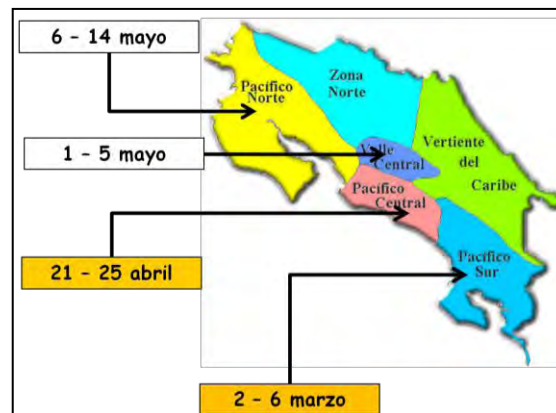 6 - 14 mayo
Zona
Norte
Pacífico
Norte
1 - 5 mayo
Valle
Central
Vertiente
del
Caribe
Pacífico
Central
21 - 25 abril
Pacífico
Sur
2 - 6 marzo